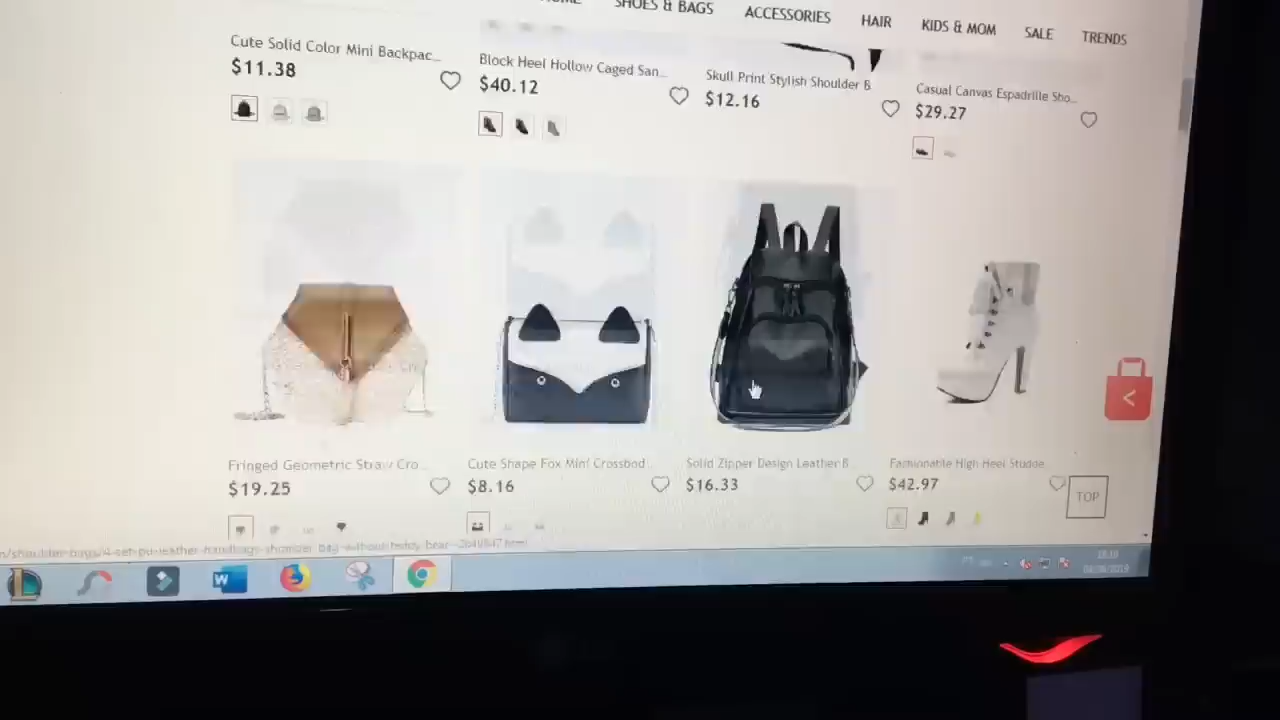 SHOES & BAGS
ACCESSORIES
HAIR
KIDS & MOM
SALE
TRENDS
Cute Solid Color Mini Backpac...
$11.38
Block Heel Hollow Caged San...
$40.12
Skull Print Stylish Shoulder B
$12.16
Casual Canvas Espadrille Sho...
$29.27
Fringed Geometric Straw Cro...
$19.25
Cute Shape Fox Mini Crossbod...
$8.16
Solid Zipper Design Leather B...
$16.33
Fashionable High Heel Studde...
$42.97
TOP